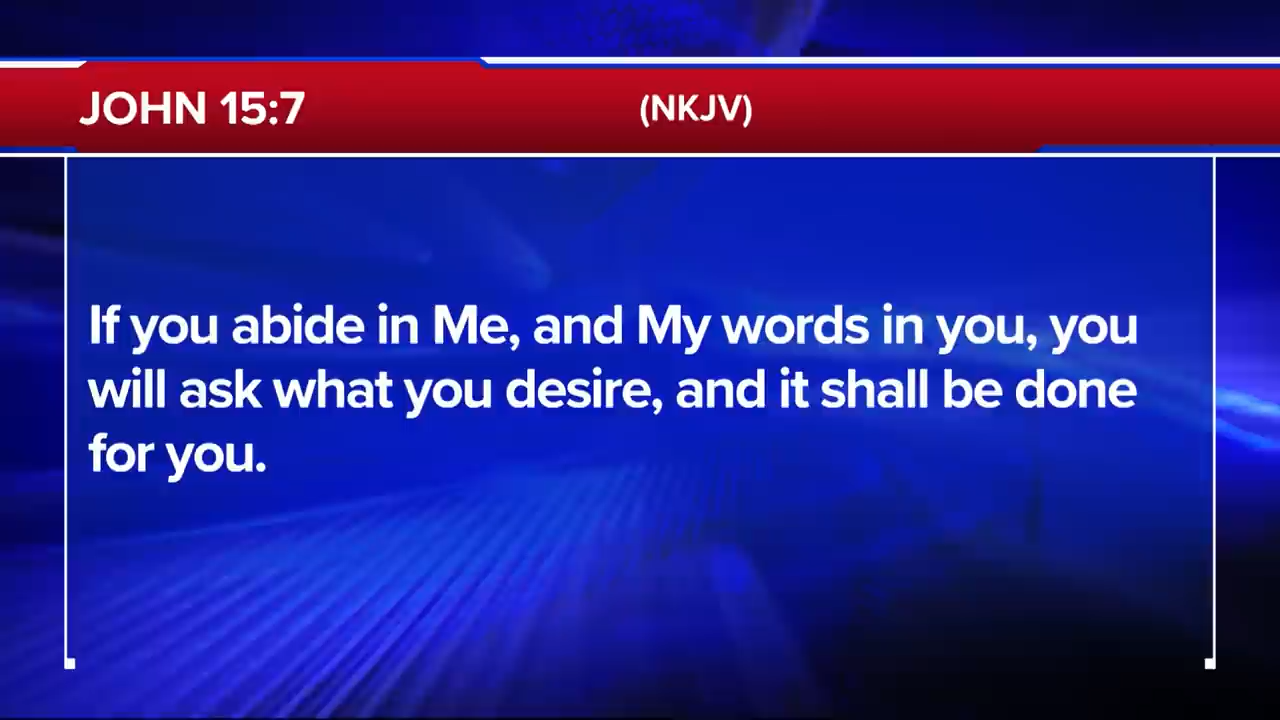 JOHN 15:7 (NKJV)
If you abide in Me, and My words in you, you
will ask what you desire, and it shall be done
for you.